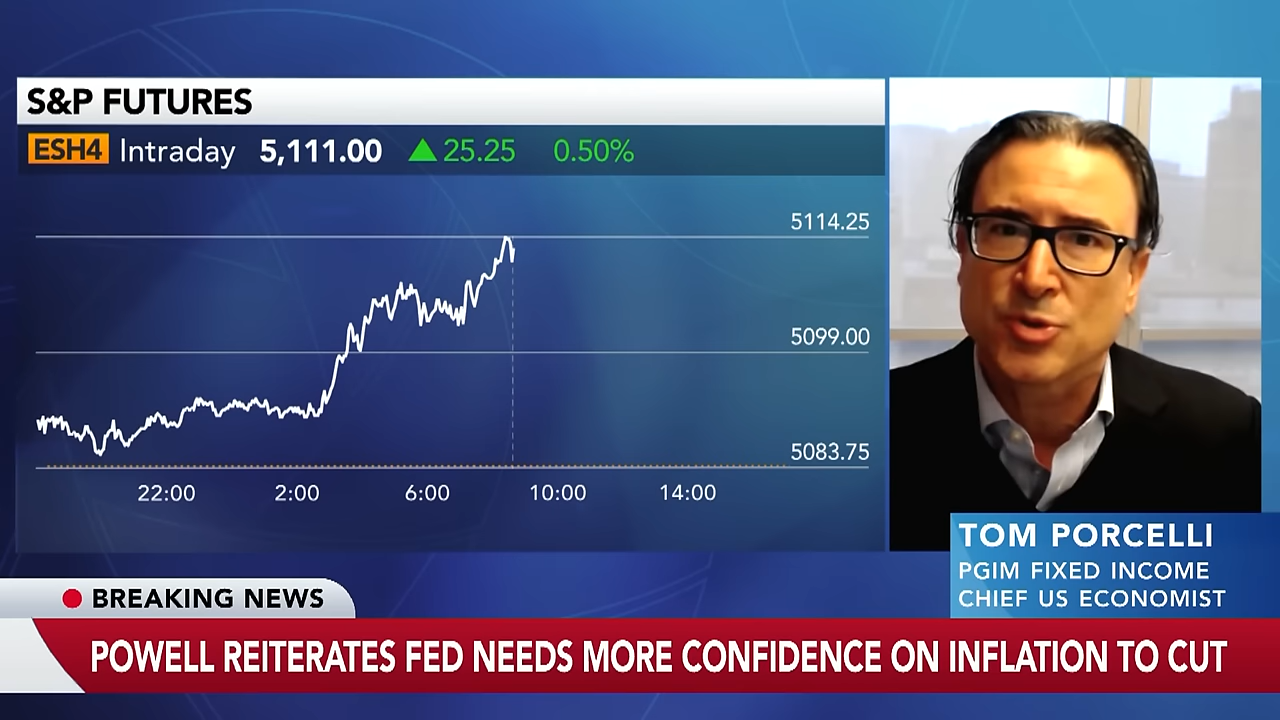 S&P FUTURES
ESH4 Intraday 5,111.00 ▲ 25.25 0.50%
5114.25
5099.00
5083.75
22:00 2:00 6:00 10:00 14:00
TOM PORCELLI
PGIM FIXED INCOME
CHIEF US ECONOMIST
BREAKING NEWS
POWELL REITERATES FED NEEDS MORE CONFIDENCE ON INFLATION TO CUT